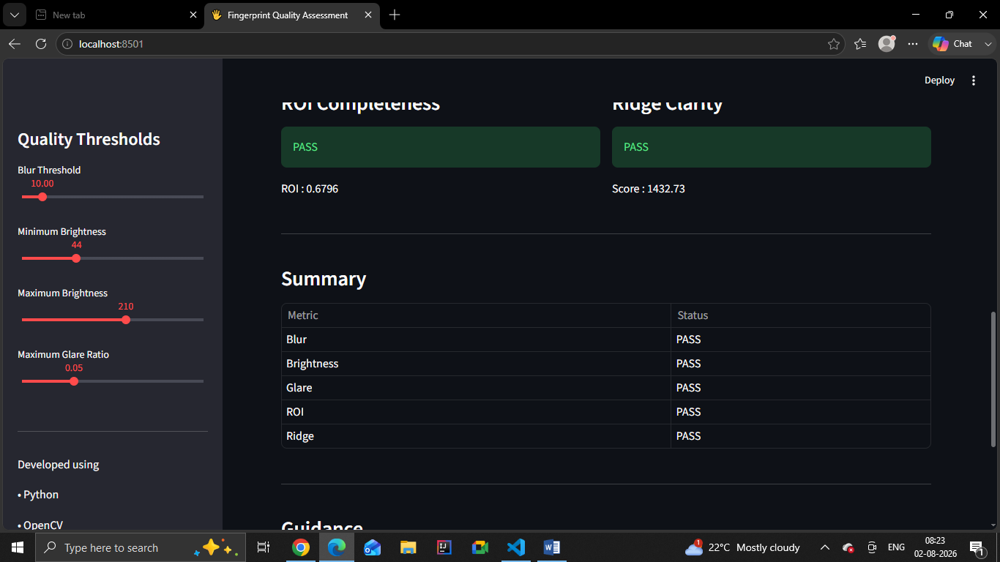 New tab
Fingerprint Quality Assessment
localhost:8501
Chat
Deploy
Quality Thresholds
Blur Threshold
10.00
Minimum Brightness
44
Maximum Brightness
210
Maximum Glare Ratio
0.05
Developed using
• Python
• OpenCV
ROI Completeness
Ridge Clarity
PASS
PASS
ROI : 0.6796
Score : 1432.73
Summary
Metric Status
Blur PASS
Brightness PASS
Glare PASS
ROI PASS
Ridge PASS
Guidance
Type here to search
1
22°C Mostly cloudy
ENG
08:23
02-08-2026
1